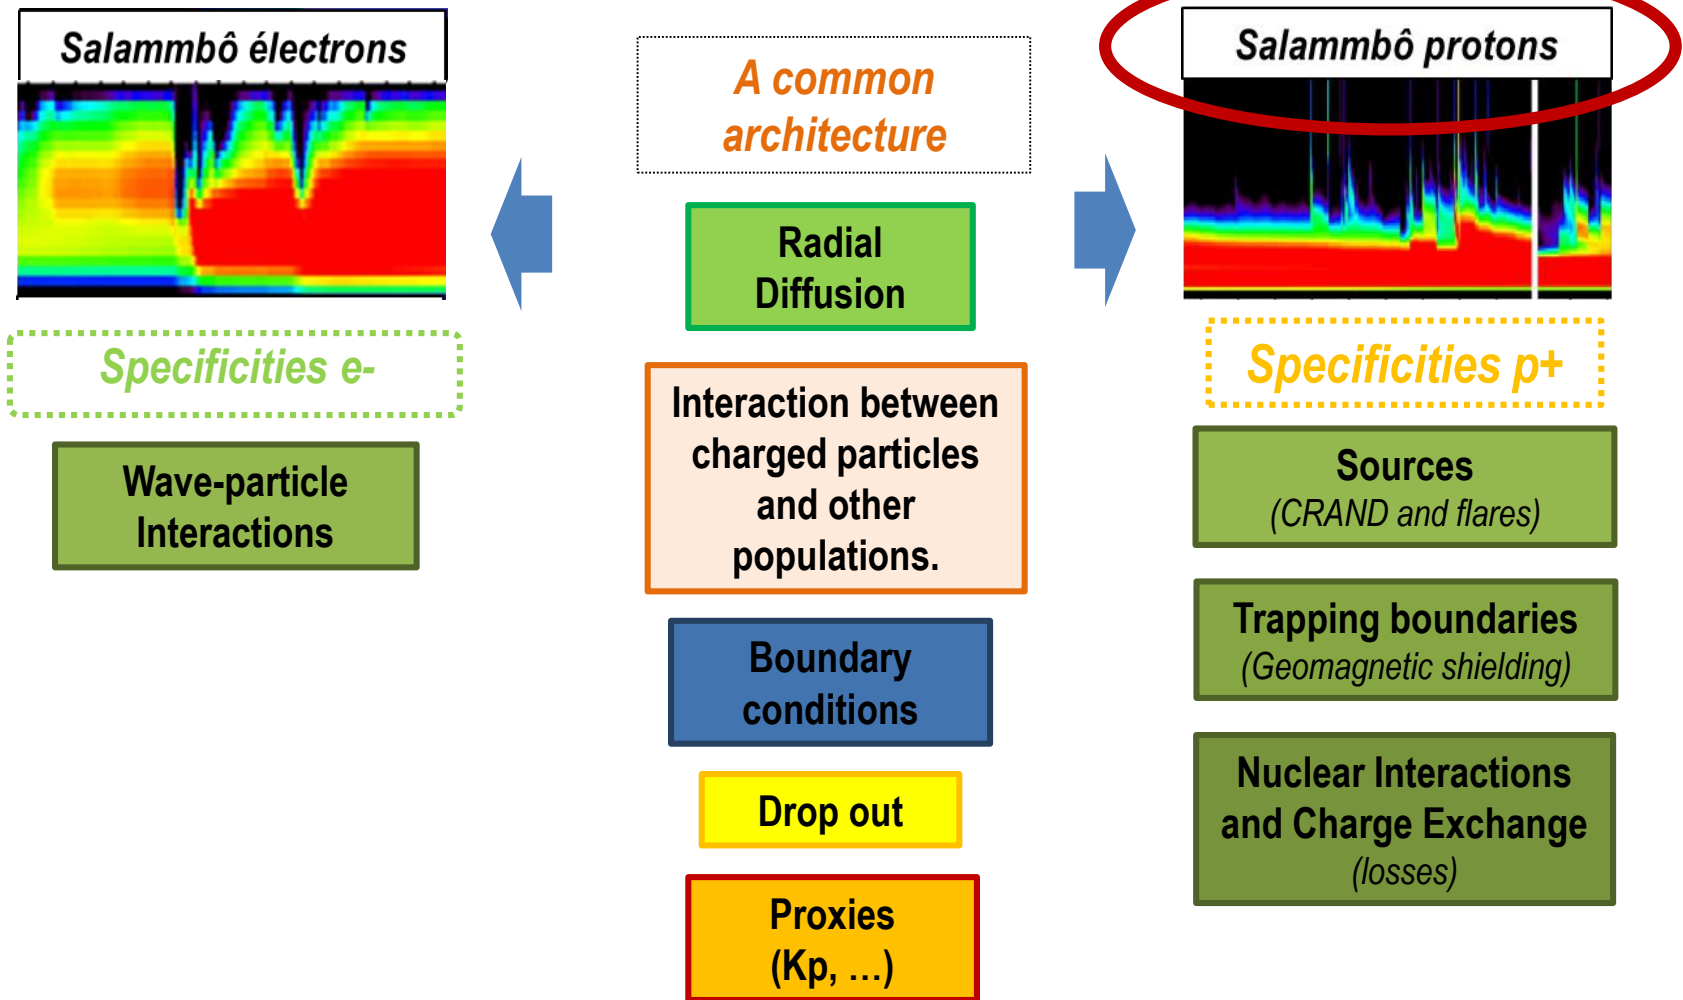 Salammbô électrons
Specificities e-
Wave-particle
Interactions
A common
architecture
Radial
Diffusion
Interaction between
charged particles
and other
populations.
Boundary
conditions
Drop out
Proxies
(Kp, …)
Salammbô protons
Specificities p+
Sources
(CRAND and flares)
Trapping boundaries
(Geomagnetic shielding)
Nuclear Interactions
and Charge Exchange
(losses)